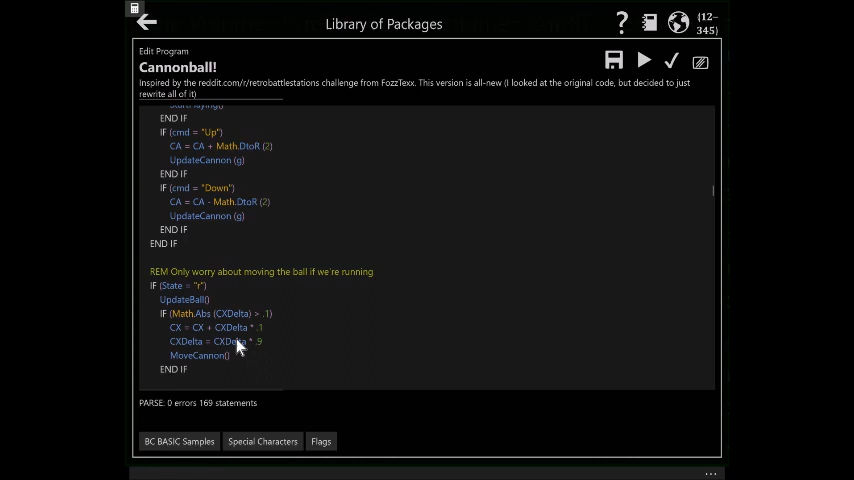 Library of Packages
?
(12-
345)
Edit Program
Cannonball!
Inspired by the reddit.com/r/retrobattlestations challenge from FozzTexx. This version is all-new (I looked at the original code, but decided to just
rewrite all of it)
END IF
IF (cmd = "Up")
CA = CA + Math.DtoR (2)
UpdateCannon (g)
END IF
IF (cmd = "Down")
CA = CA - Math.DtoR (2)
UpdateCannon (g)
END IF
END IF
REM Only worry about moving the ball if we're running
IF (State = "r")
UpdateBall()
IF (Math.Abs (CXDelta) > .1)
CX = CX + CXDelta * .1
CXDelta = CXDelta * .9
MoveCannon()
END IF
PARSE: 0 errors 169 statements
BC BASIC Samples
Special Characters
Flags
...